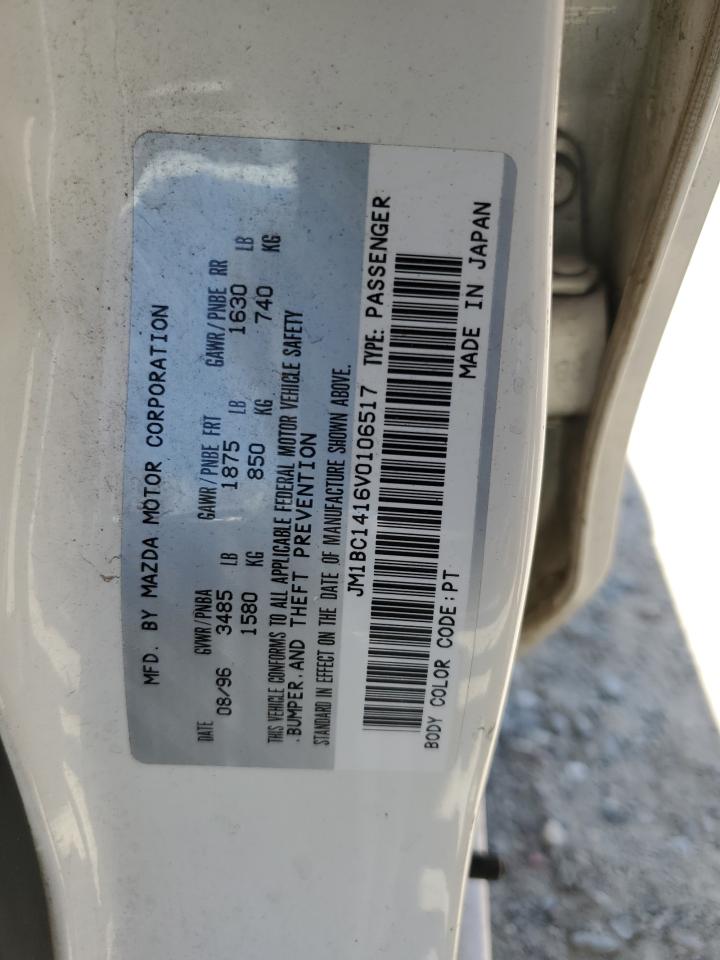 MFD. BY MAZDA MOTOR CORPORATION
DATE GVWR/PNBA GAWR/PNBE FRT GAWR/PNBE RR
08/96 3485 LB 1875 LB 1630 LB
1580 KG 850 KG 740 KG
THIS VEHICLE CONFORMS TO ALL APPLICABLE FEDERAL MOTOR VEHICLE SAFETY
, BUMPER, AND THEFT PREVENTION
STANDARD IN EFFECT ON THE DATE OF MANUFACTURE SHOWN ABOVE.
JM1BC1416V0106517 TYPE: PASSENGER
BODY COLOR CODE:PT MADE IN JAPAN